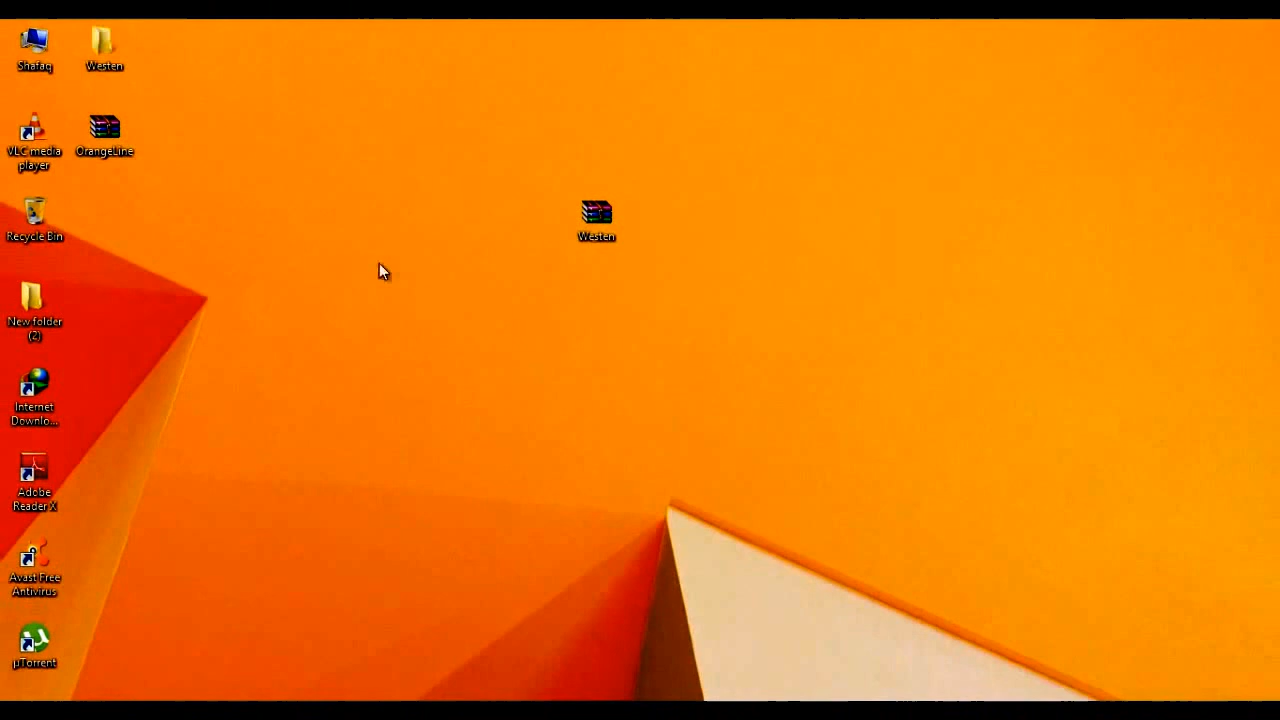 Shafaq
Westen
VLC media
player
OrangeLine
Recycle Bin
Westen
New folder
(2)
Internet
Downlo...
Adobe
Reader X
Avast Free
Antivirus
µTorrent